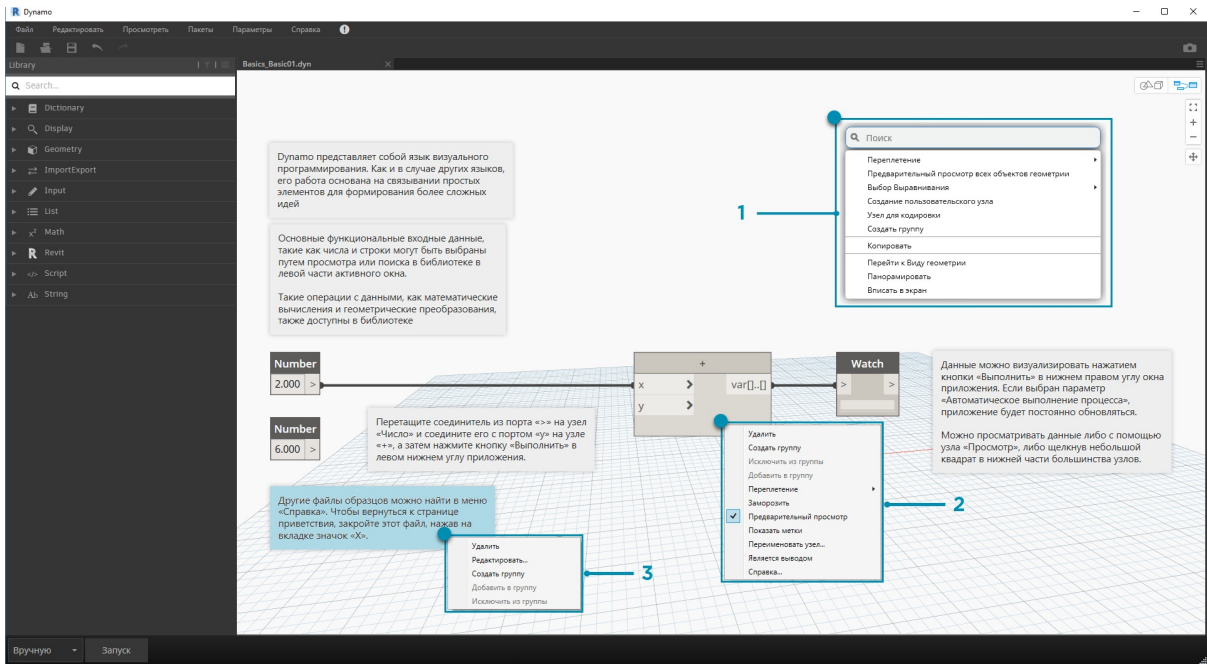 Dynamo
Файл Редактировать Просмотреть Пакеты Параметры Справка
Library
Basics_Basic01.dyn
Search...
Dictionary
Display
Geometry
ImportExport
Input
List
Math
Revit
Script
String
Dynamo представляет собой язык визуального
программирования. Как и в случае других языков,
его работа основана на связывании простых
элементов для формирования более сложных
идей
Основные функциональные входные данные,
такие как числа и строки могут быть выбраны
путем просмотра или поиска в библиотеке в
левой части активного окна.
Такие операции с данными, как математические
вычисления и геометрические преобразования,
также доступны в библиотеке
1
Поиск
Переплетение
Предварительный просмотр всех объектов геометрии
Выбор Выравнивания
Создание пользовательского узла
Узел для кодировки
Создать группу
Копировать
Перейти к Виду геометрии
Панорамировать
Вписать в экран
Number
2.000 >
Number
6.000 >
+
x > var[]..[]
y >
Watch
> >
Перетащите соединитель из порта «>» на узел
«Число» и соедините его с портом «y» на узле
«+», а затем нажмите кнопку «Выполнить» в
левом нижнем углу приложения.
Данные можно визуализировать нажатием
кнопки «Выполнить» в нижнем правом углу окна
приложения. Если выбран параметр
«Автоматическое выполнение процесса»,
приложение будет постоянно обновляться.
Можно просматривать данные либо с помощью
узла «Просмотр», либо щелкнув небольшой
квадрат в нижней части большинства узлов.
Удалить
Создать группу
Исключить из группы
Добавить в группу
Переплетение
Заморозить
Предварительный просмотр
Показать метки
Переименовать узел...
Является выводом
Справка...
2
Другие файлы образцов можно найти в меню
«Справка». Чтобы вернуться к странице
приветствия, закройте этот файл, нажав на
вкладке значок «X».
Удалить
Редактировать...
Создать группу
Добавить в группу
Исключить из группы
3
Вручную Запуск